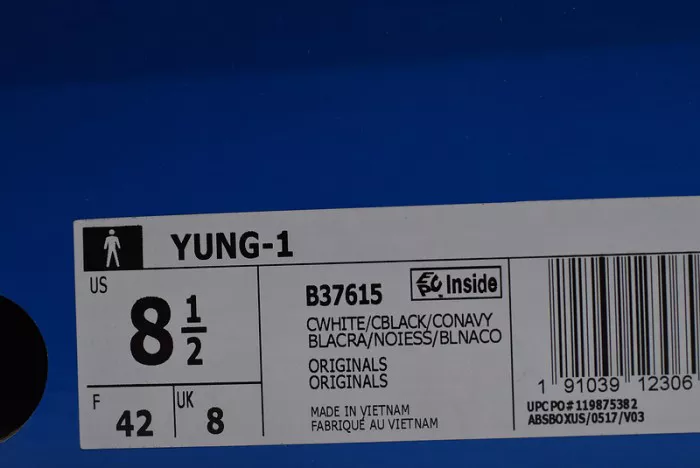 YUNG-1
US
8 1/2
F
42
UK
8
B37615
EPC Inside
CWHITE/CBLACK/CONAVY
BLACRA/NOIESS/BLNACO
ORIGINALS
ORIGINALS
MADE IN VIETNAM
FABRIQUÉ AU VIETNAM
1 91039 12306
UPC PO# 119875382
ABSBOXUS/0517/V03